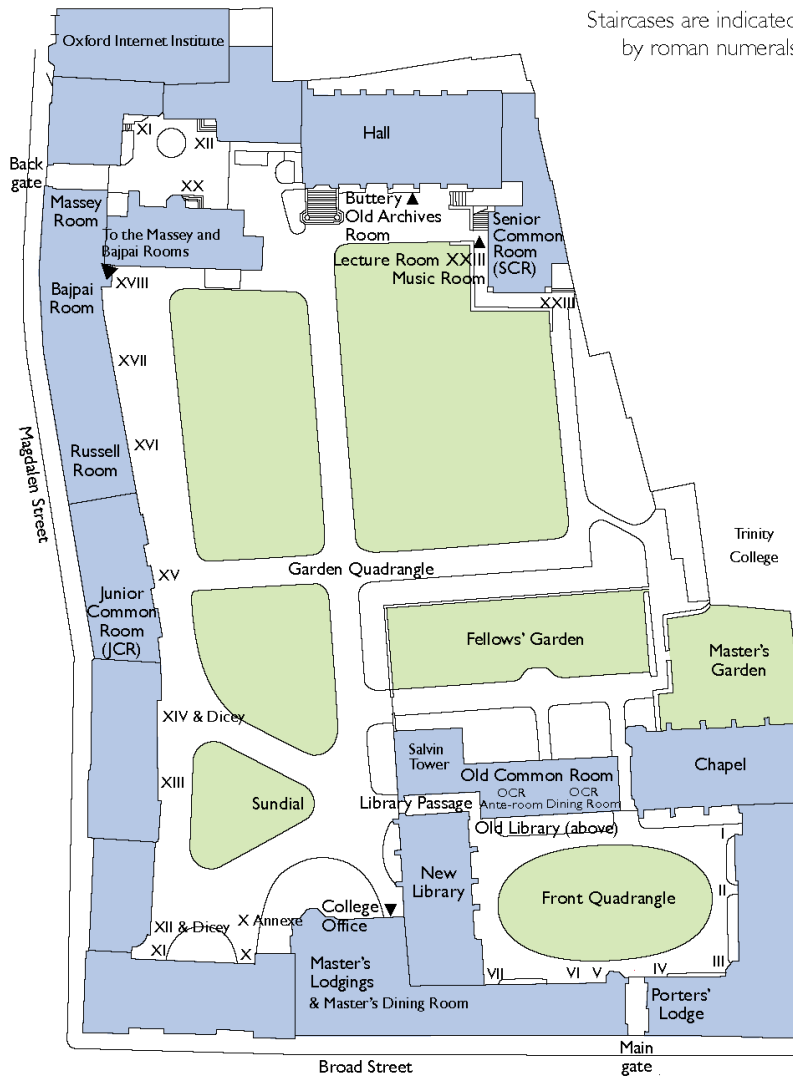 Staircases are indicated
by roman numerals
Oxford Internet Institute
XI
XII
Hall
Back
gate
XX
Massey
Room
To the Massey and
Bajpai Rooms
Buttery
Old Archives
Room
Senior
Common
Room
(SCR)
Lecture Room XXIII
Music Room
XVIII
Bajpai
Room
XXIII
XVII
Magdalen Street
XVI
Russell
Room
Trinity
College
Garden Quadrangle
XV
Junior
Common
Room
(JCR)
Fellows' Garden
Master's
Garden
XIV & Dicey
Salvin
Tower
Old Common Room
OCR
Ante-room
OCR
Dining Room
Chapel
XIII
Sundial
Library Passage
Old Library (above)
I
New
Library
II
Front Quadrangle
College
Office
X Annexe
XII & Dicey
XI
X
Master's
Lodgings
& Master's Dining Room
VII
VI
V
IV
III
Porters'
Lodge
Main
gate
Broad Street